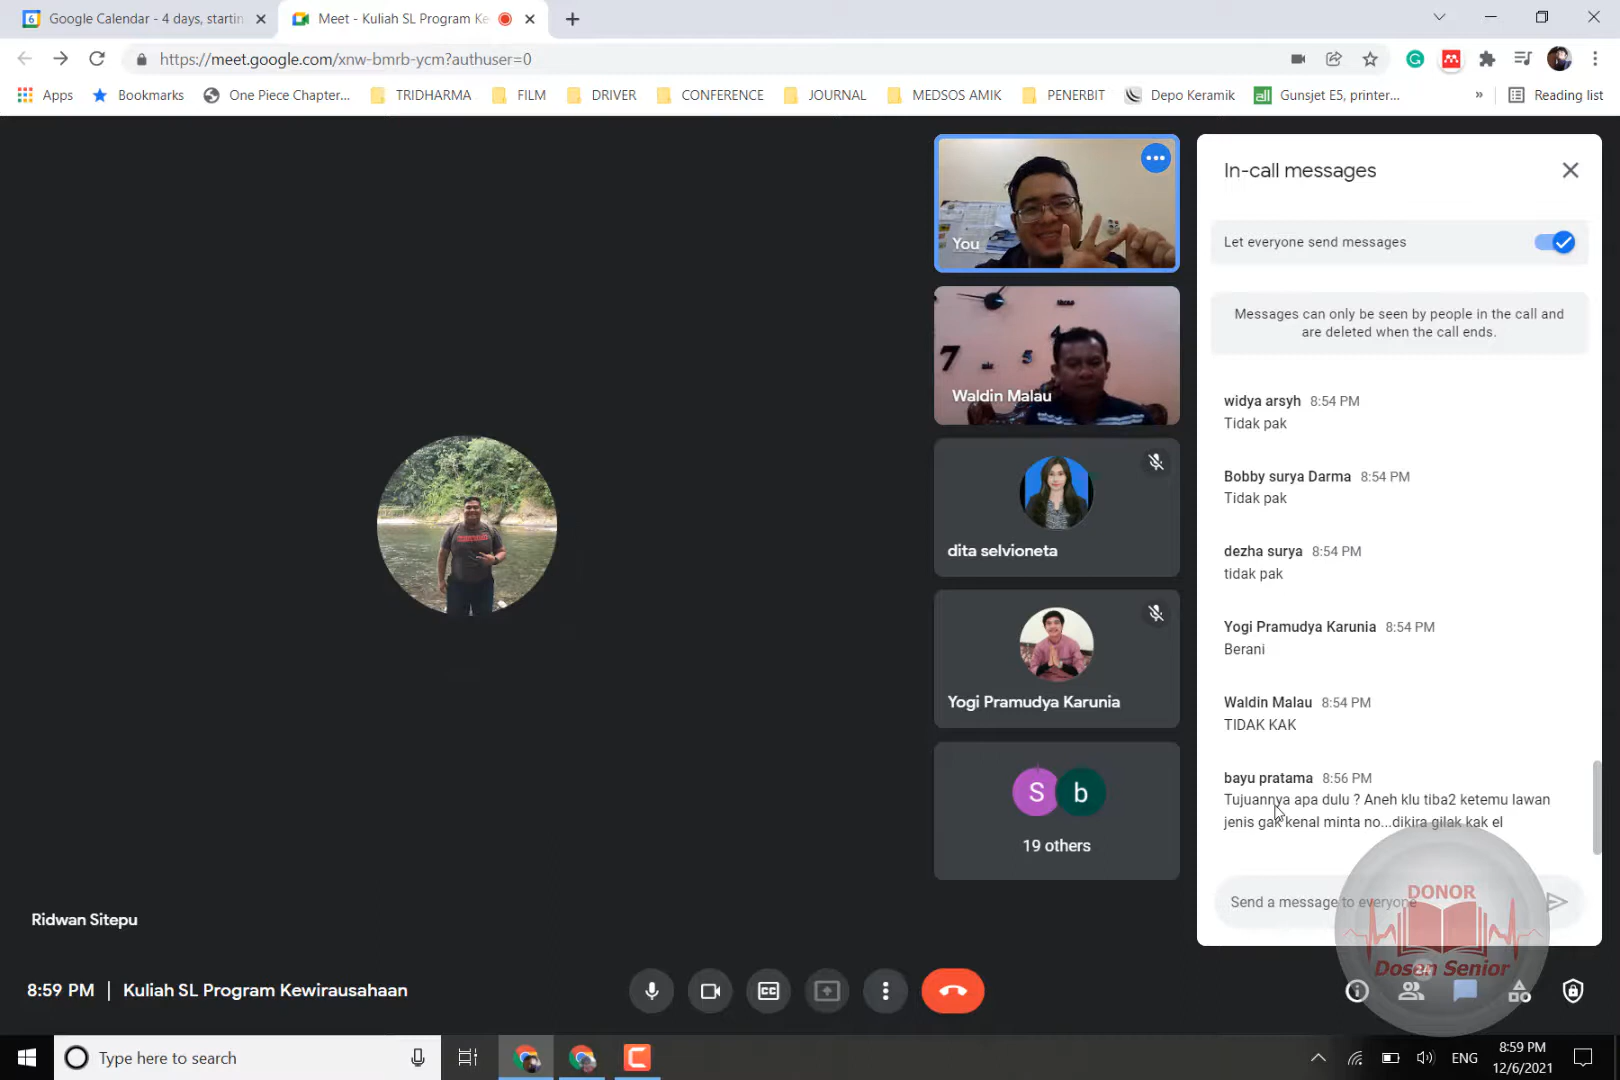 Google Calendar - 4 days, startin
Meet - Kuliah SL Program Ke
https://meet.google.com/xnw-bmrb-ycm?authuser=0
Apps
Bookmarks
One Piece Chapter...
TRIDHARMA
FILM
DRIVER
CONFERENCE
JOURNAL
MEDSOS AMIK
PENERBIT
Depo Keramik
Gunsjet E5, printer...
»
Reading list
You
Waldin Malau
dita selvioneta
Yogi Pramudya Karunia
S
b
19 others
In-call messages
Let everyone send messages
Messages can only be seen by people in the call and
are deleted when the call ends.
widya arsyh 8:54 PM
Tidak pak
Bobby surya Darma 8:54 PM
Tidak pak
dezha surya 8:54 PM
tidak pak
Yogi Pramudya Karunia 8:54 PM
Berani
Waldin Malau 8:54 PM
TIDAK KAK
bayu pratama 8:56 PM
Tujuannya apa dulu ? Aneh klu tiba2 ketemu lawan
jenis gak kenal minta no...dikira gilak kak el
Send a message to everyone
DONOR
Dosen Senior
Ridwan Sitepu
8:59 PM | Kuliah SL Program Kewirausahaan
Type here to search
ENG
8:59 PM
12/6/2021